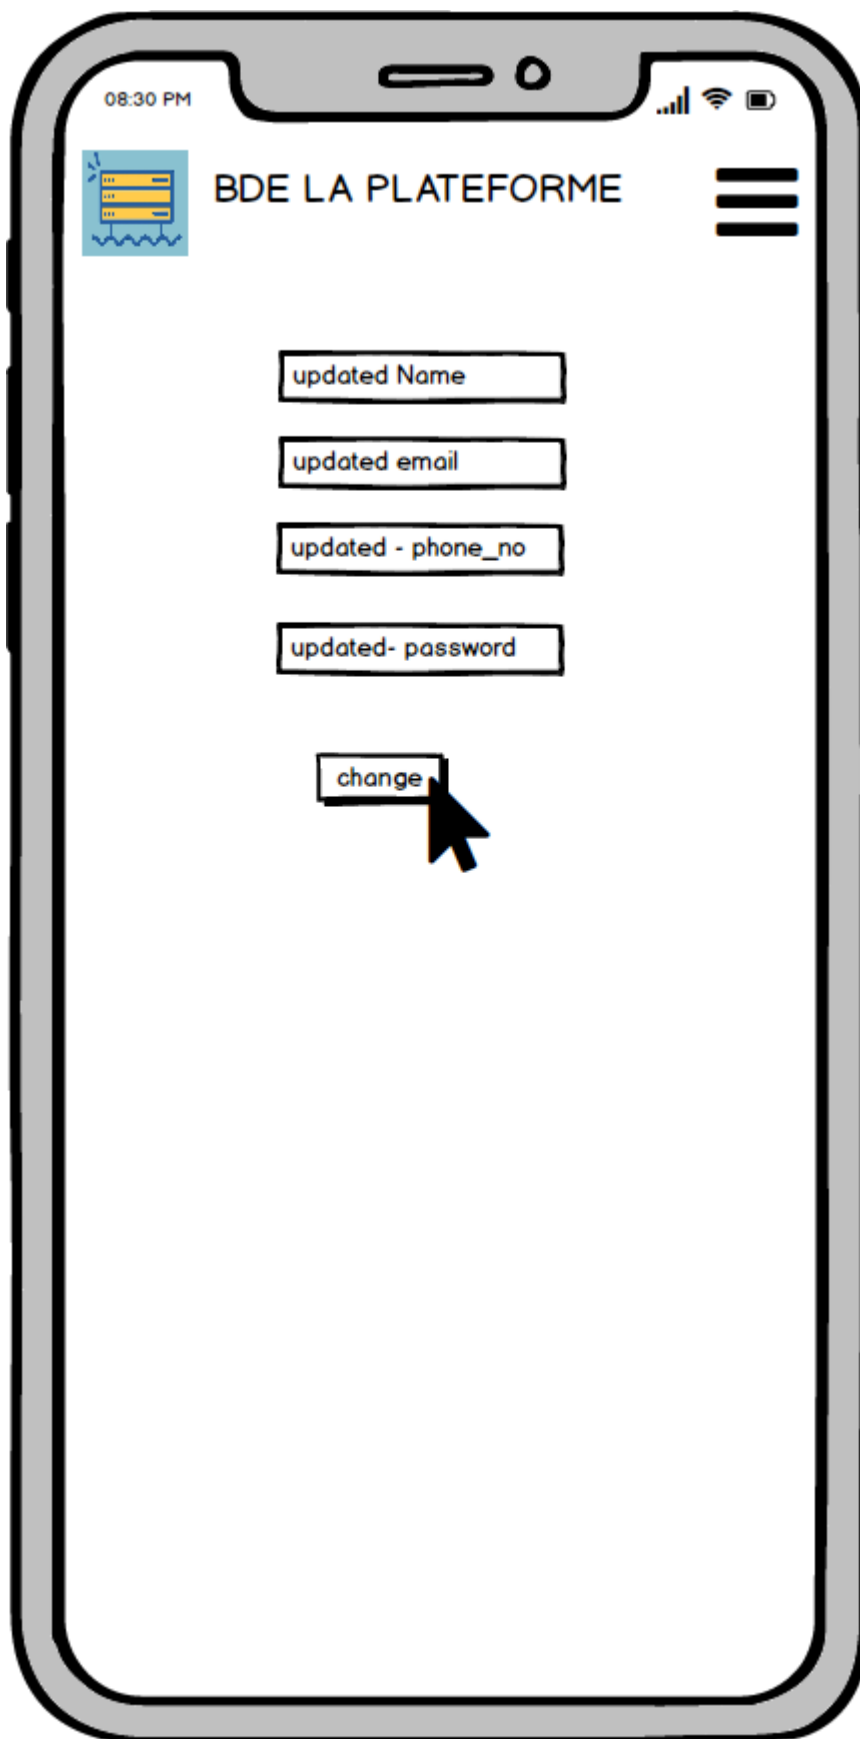 08:30 PM
BDE LA PLATEFORME
updated Name
updated email
updated - phone_no
updated- password
change